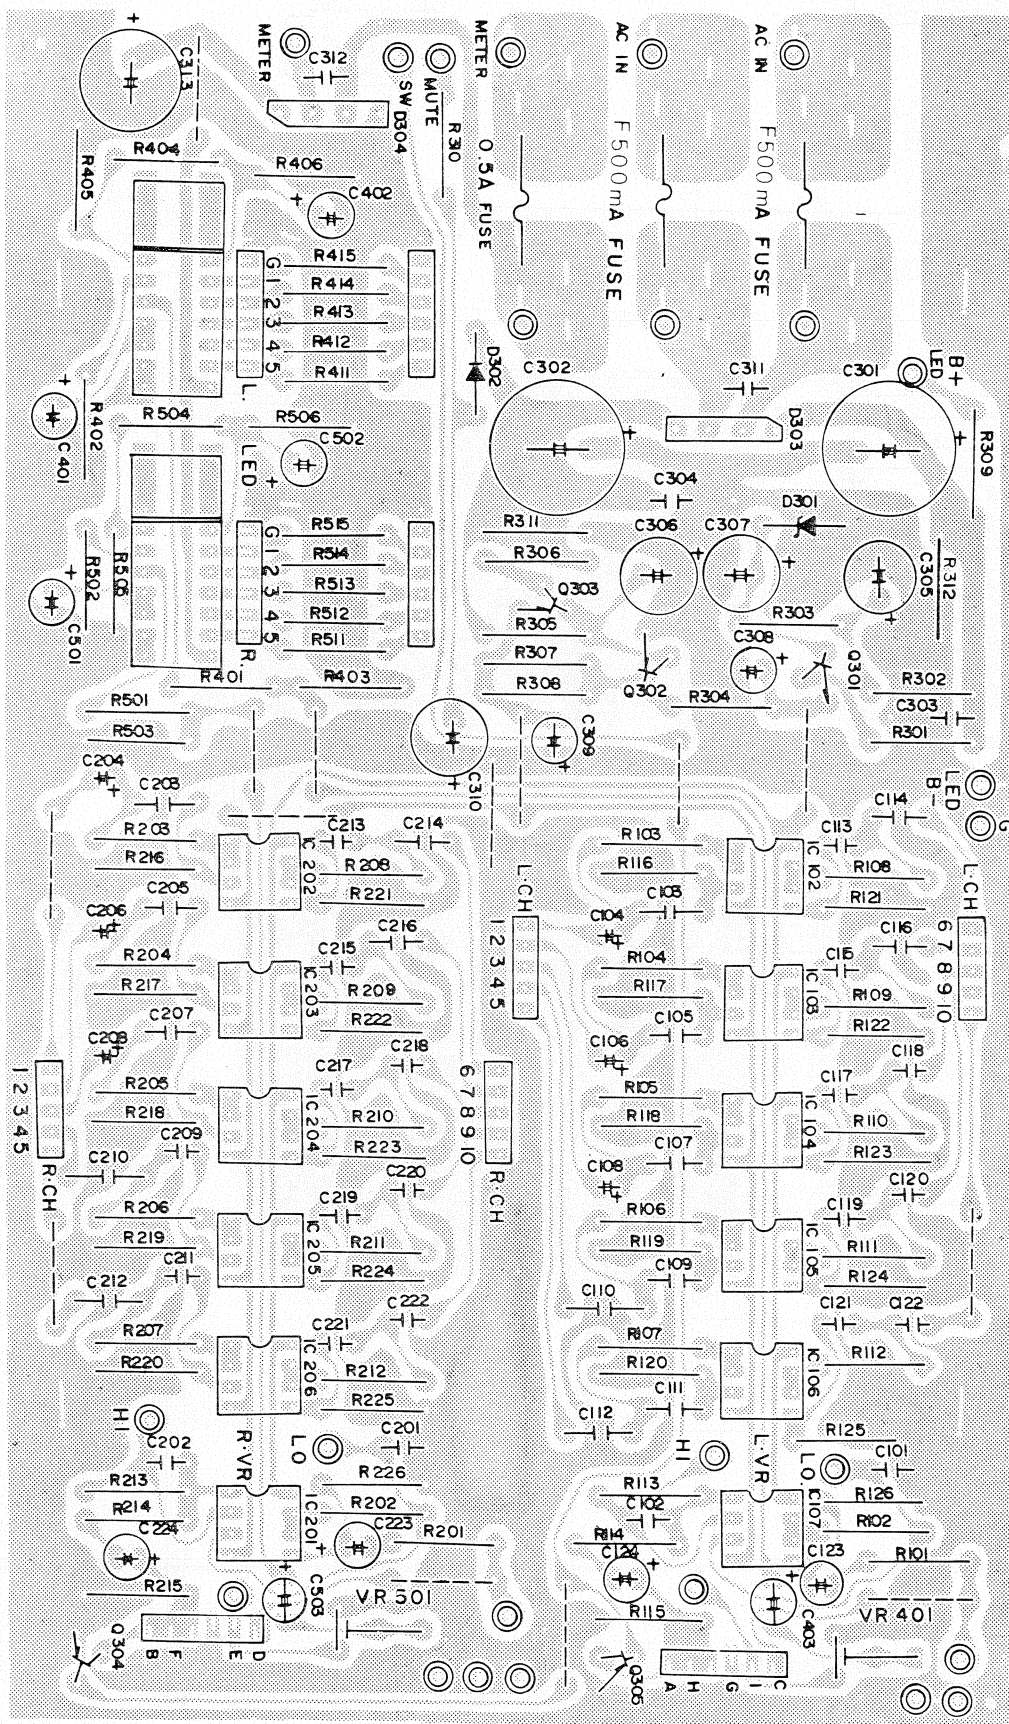 C313
METER
C312
SW
MUTE
METER
AC IN
AC IN
D304
R310
0.5A FUSE
F500mA FUSE
F500mA FUSE
R404
R405
R406
C402
R415
R414
R413
R412
R411
G 1 2 3 4 5
L.
D302
C302
C311
C301
LED B+
D303
R309
R402
C401
R504
R506
C502
LED
C304
D301
R515
R514
R513
R512
R511
G 1 2 3 4 5
R.
R311
R306
C306
C307
R312
C305
R502
C501
Q303
R305
R303
R307
C308
Q301
R308
Q302
R304
R302
C303
R301
R401
R403
R501
R503
C310
C309
C204
C203
LED B-
G
C114
R203
C213
C214
R103
C113
R216
IC 202
R208
R116
IC 102
R108
L·CH
L·CH
C205
R221
C103
R121
C206
C216
C104
C116
1 2 3 4 5
6 7 8 9 10
R204
C215
R104
C115
R217
IC 203
R209
R117
IC 103
R109
C207
R222
C105
R122
C208
C218
C106
C118
C217
C117
R205
R105
R218
IC 204
R210
R118
IC 104
R110
1 2 3 4 5
R·CH
6 7 8 9 10
R·CH
C209
R223
C107
R123
C210
C220
C108
C120
R206
C219
R106
C119
R219
IC 205
R211
R119
IC 105
R111
C211
R224
C109
R124
C212
C222
C110
C121
C122
R207
C221
R107
R220
IC 206
R212
R120
IC 106
R112
R225
C111
HI
C202
R·VR
LO
C201
C112
HI
L·VR
LO.
R125
C101
R213
R226
R113
R126
R214
IC201
R202
C102
IC107
R102
C224
C223
R201
R114
C124
C123
R101
R215
C503
VR501
R115
C403
VR401
Q304
B F E D
Q305
A H G I C